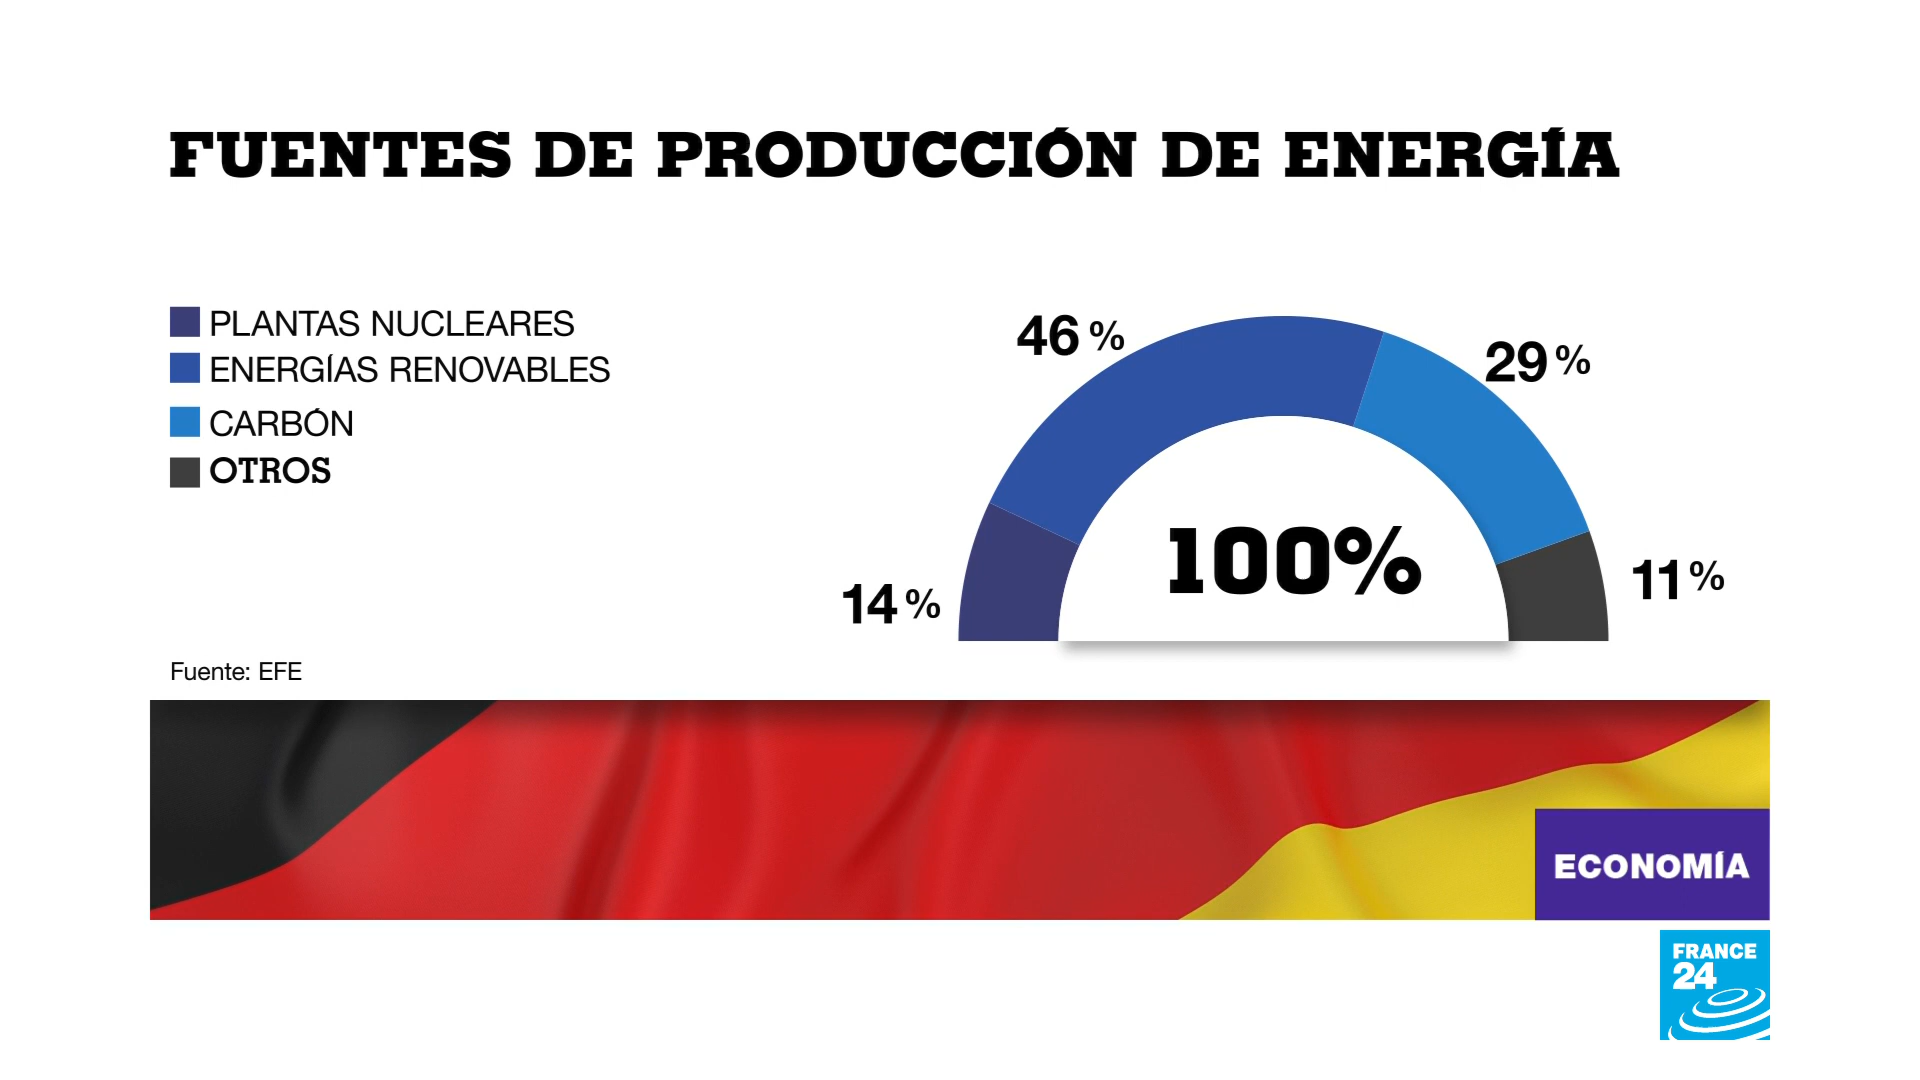 FUENTES DE PRODUCCIÓN DE ENERGÍA
PLANTAS NUCLEARES
ENERGÍAS RENOVABLES
CARBÓN
OTROS
46 %
29 %
100%
14 %
11 %
Fuente: EFE
ECONOMÍA
FRANCE
24